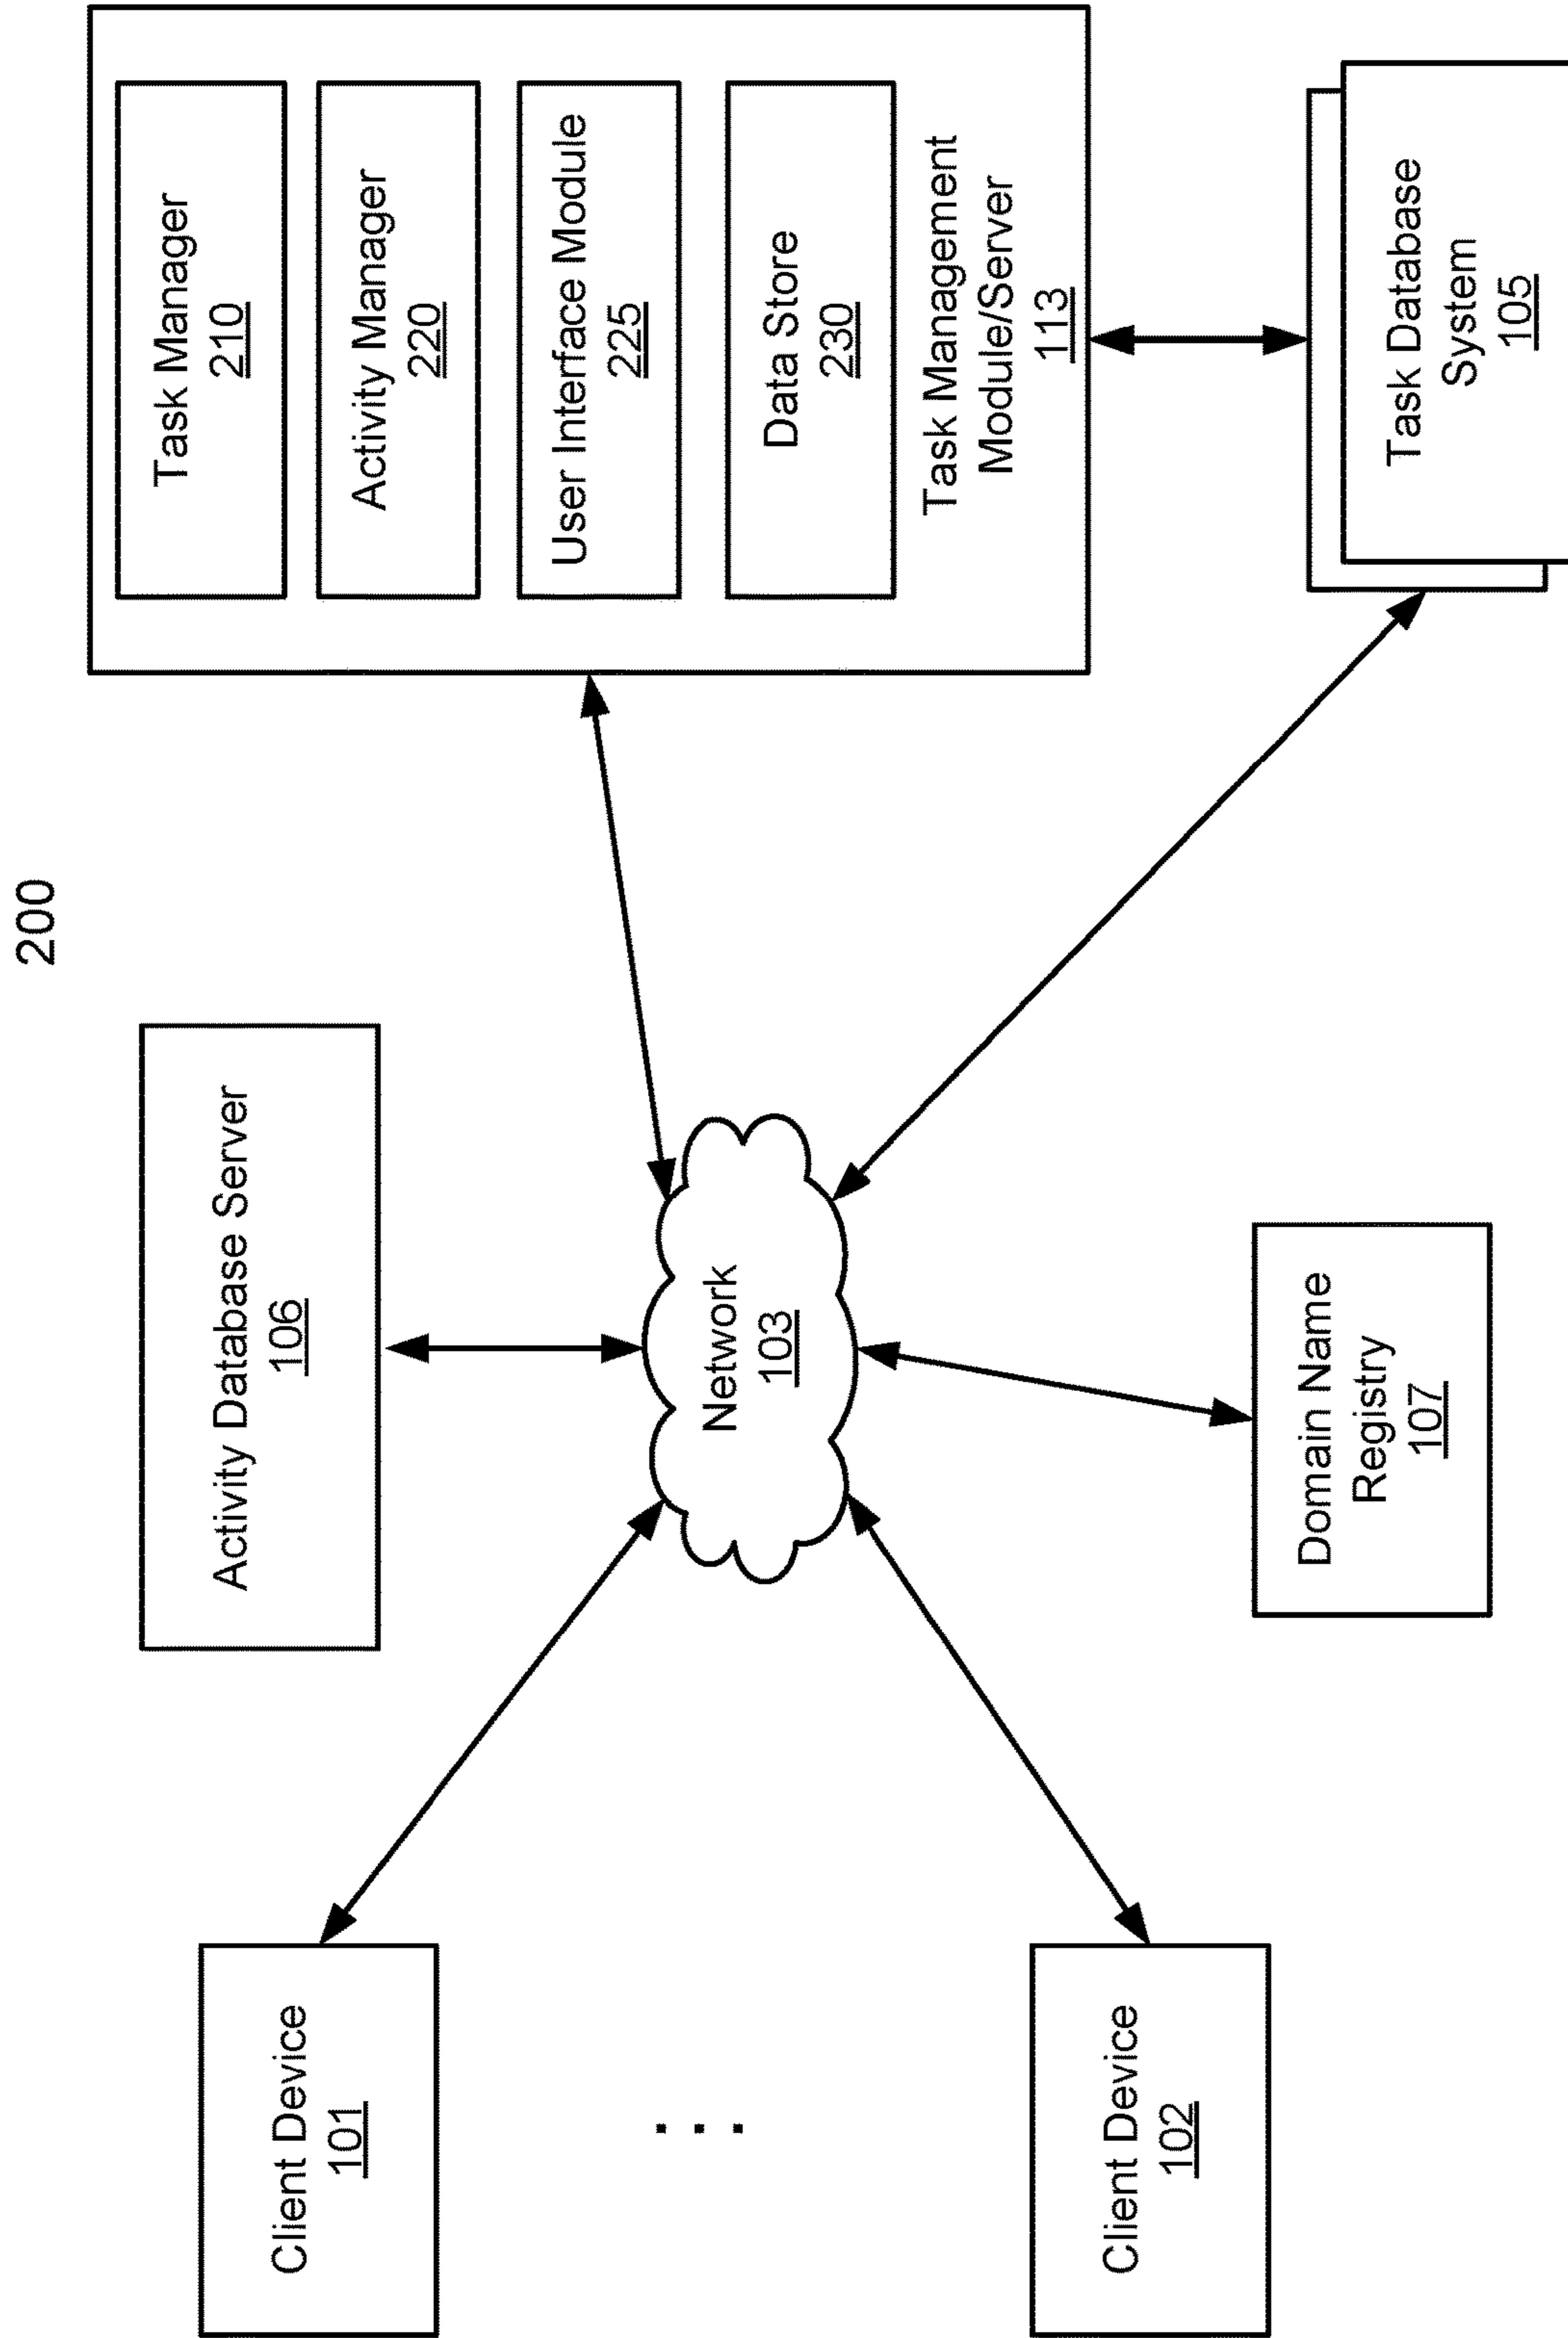 200
Client Device
101
. . .
Client Device
102
Activity Database Server
106
Network
103
Domain Name
Registry
107
Task Manager
210
Activity Manager
220
User Interface Module
225
Data Store
230
Task Management
Module/Server
113
Task Database
System
105